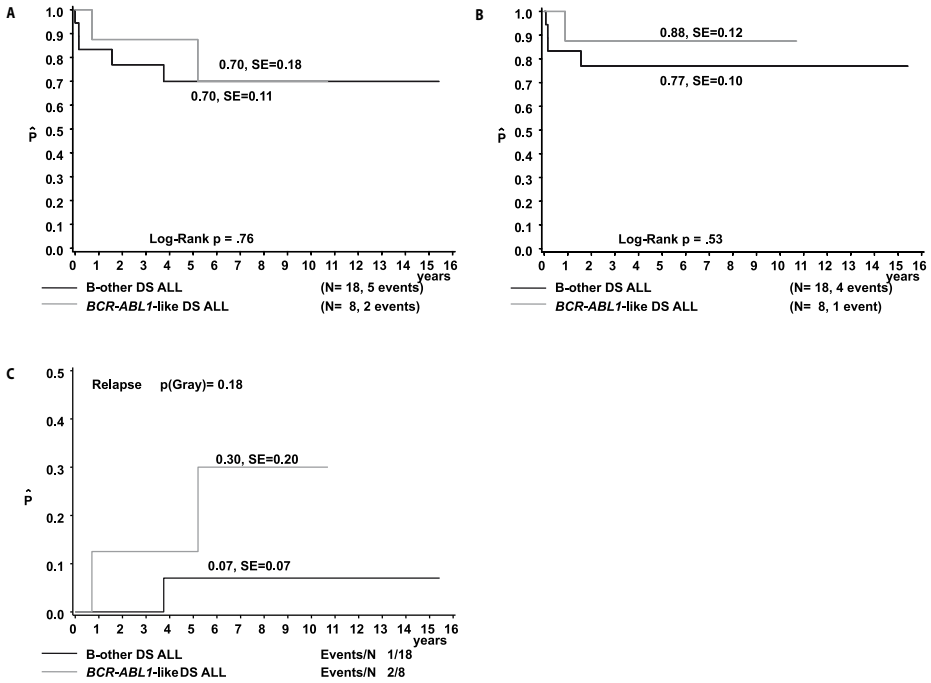 A
1.0
0.9
0.8
0.7
0.6
0.5
0.4
0.3
0.2
0.1
0.0
P̂
0.70, SE=0.18
0.70, SE=0.11
Log-Rank p = .76
0 1 2 3 4 5 6 7 8 9 10 11 12 13 14 15 16
years
B-other DS ALL (N= 18, 5 events)
BCR-ABL1-like DS ALL (N= 8, 2 events)
B
1.0
0.9
0.8
0.7
0.6
0.5
0.4
0.3
0.2
0.1
0.0
P̂
0.88, SE=0.12
0.77, SE=0.10
Log-Rank p = .53
0 1 2 3 4 5 6 7 8 9 10 11 12 13 14 15 16
years
B-other DS ALL (N= 18, 4 events)
BCR-ABL1-like DS ALL (N= 8, 1 event)
C
0.5
0.4
0.3
0.2
0.1
0.0
P̂
Relapse p(Gray)= 0.18
0.30, SE=0.20
0.07, SE=0.07
0 1 2 3 4 5 6 7 8 9 10 11 12 13 14 15 16
years
B-other DS ALL Events/N 1/18
BCR-ABL1-likeDS ALL Events/N 2/8